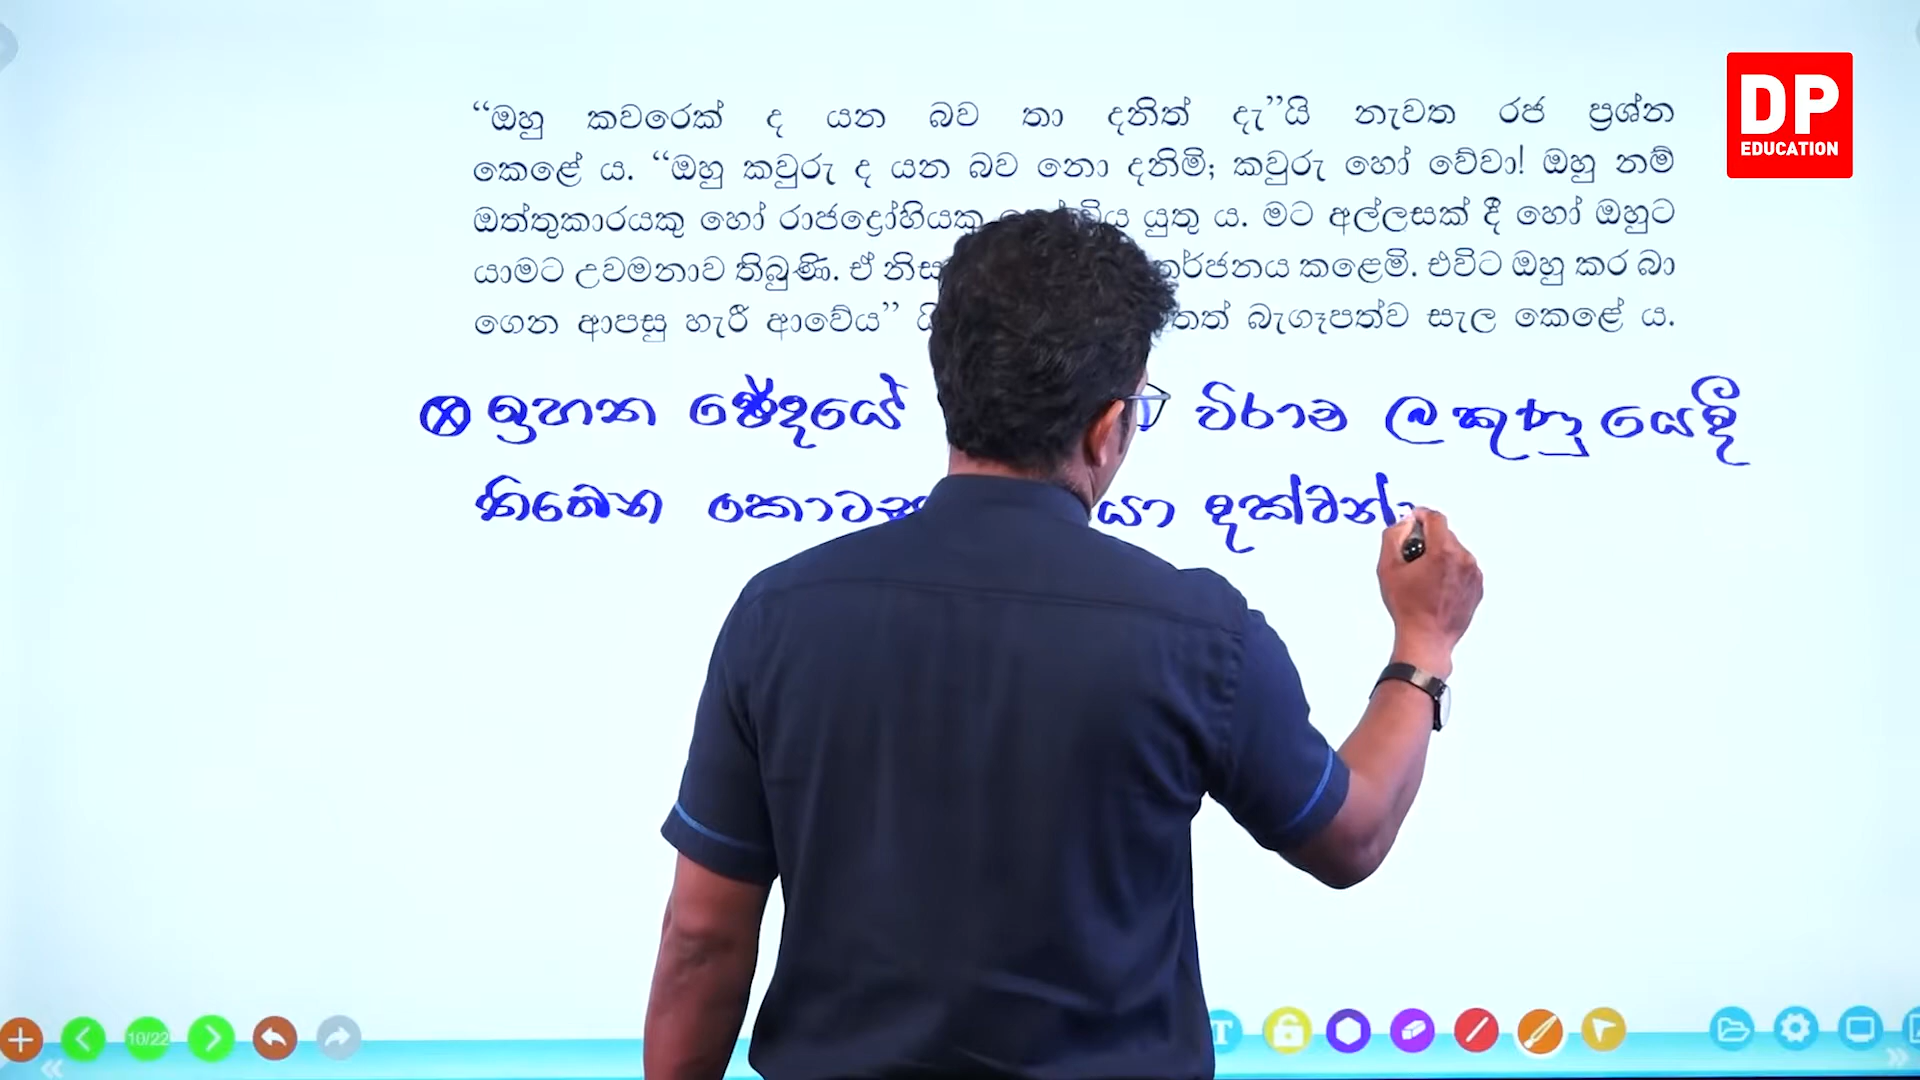 “ඔහු කවරෙක් ද යන බව තා දනිත් දැ”යි නැවත රජ ප්‍රශ්න
කෙළේ ය. “ඔහු කවුරු ද යන බව නො දනිමි; කවුරු හෝ වේවා! ඔහු නම්
ඔත්තුකාරයකු හෝ රාජද්‍රෝහියකු යුතු ය. මට අල්ලසක් දී හෝ ඔහුට
යාමට උවමනාව තිබුණි. ඒ කළෙමි. එවිට ඔහු කර බා
ගෙන ආපසු හැරී ආවේය” බැගෑපත්ව සැල කෙළේ ය.
ඉහත ඡේදයේ විරාම ලකුණු යෙදී
තිබෙන දක්වන්න
DP
EDUCATION
10/22
T